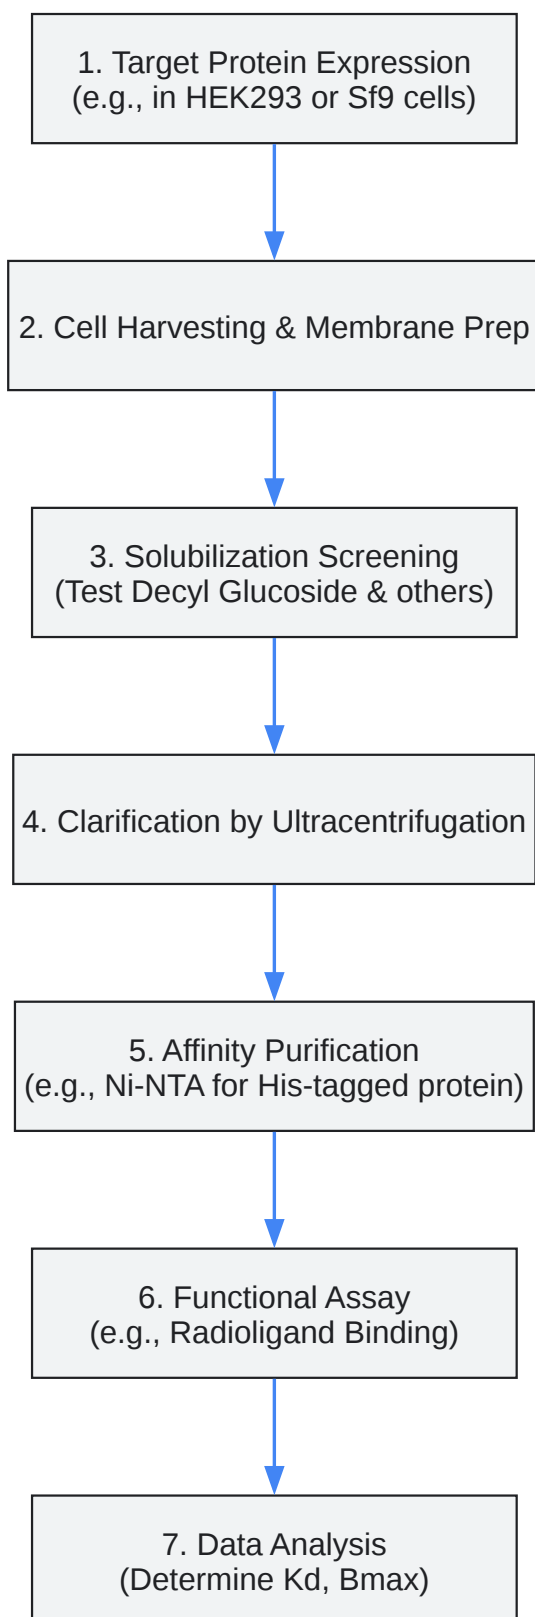 1. Target Protein Expression
(e.g., in HEK293 or Sf9 cells)
2. Cell Harvesting & Membrane Prep
3. Solubilization Screening
(Test Decyl Glucoside & others)
4. Clarification by Ultracentrifugation
5. Affinity Purification
(e.g., Ni-NTA for His-tagged protein)
6. Functional Assay
(e.g., Radioligand Binding)
7. Data Analysis
(Determine Kd, Bmax)